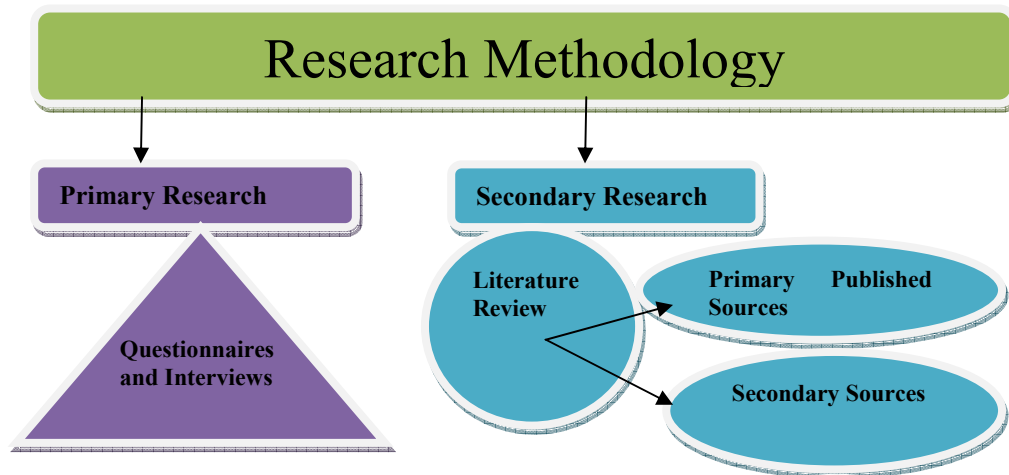 Research Methodology
Primary Research
Secondary Research
Questionnaires
and Interviews
Literature
Review
Primary Published
Sources
Secondary Sources